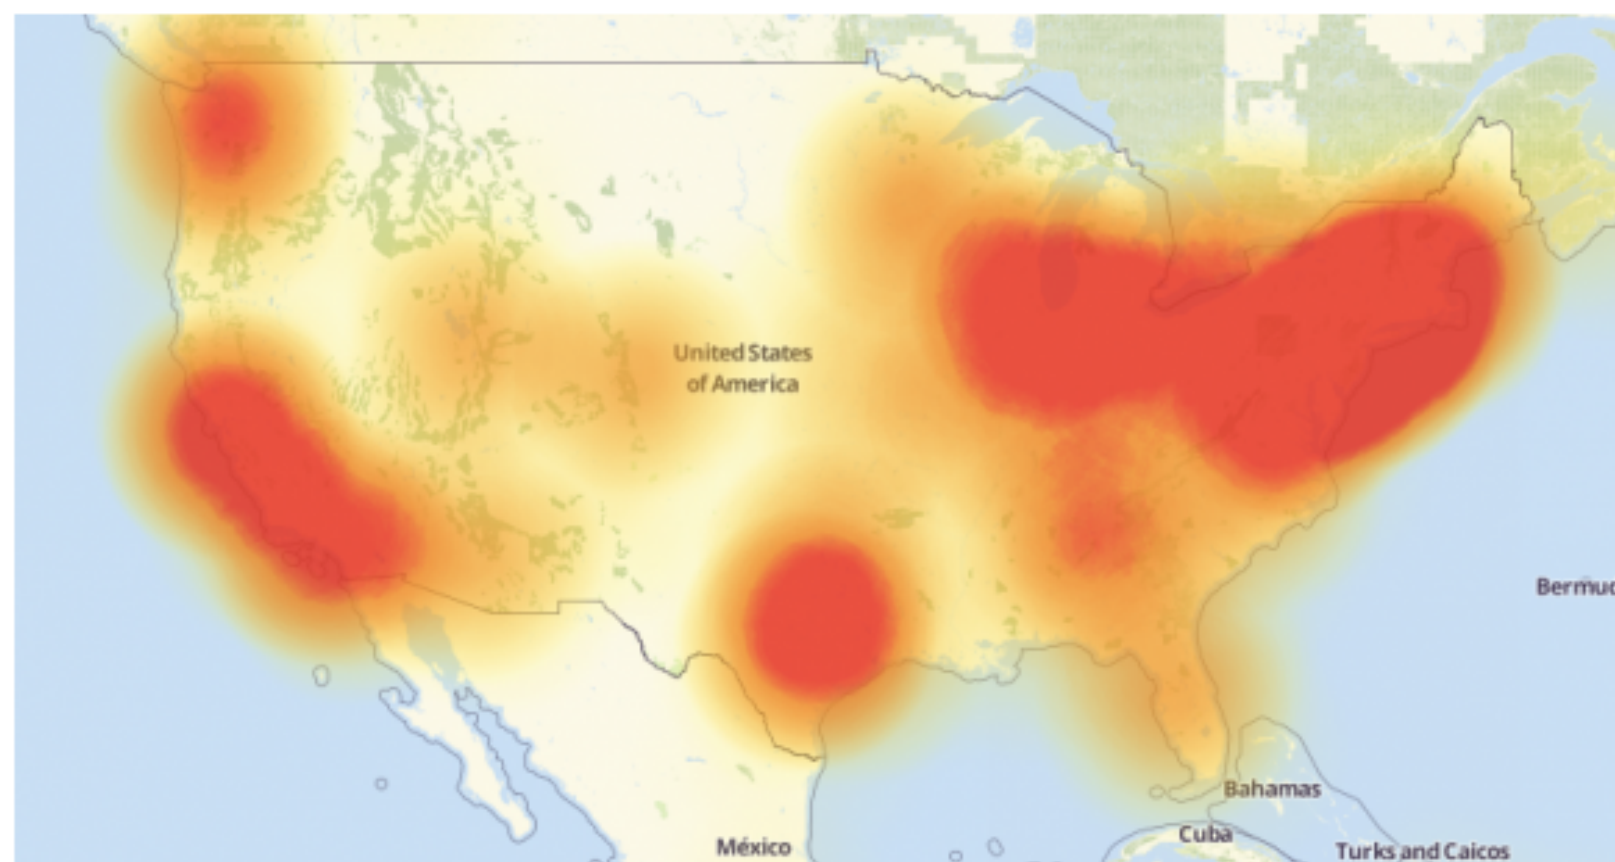 United States
of America
Bermud
Bahamas
Cuba
México
Turks and Caicos